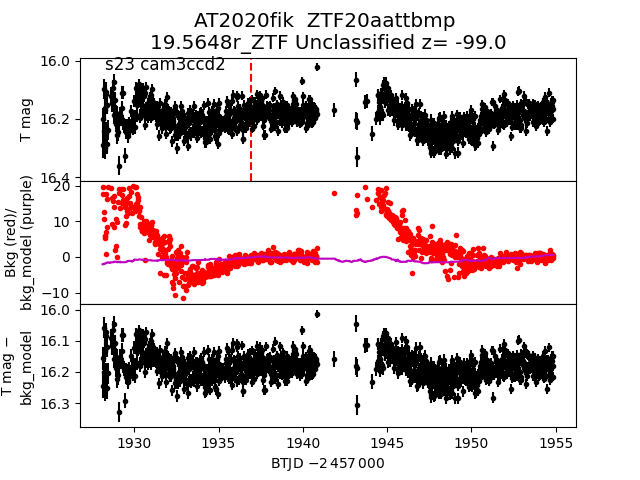 AT2020fik  ZTF20aattbmp
19.5648r_ZTF Unclassified z= -99.0
s23 cam3ccd2
16.0
16.2
16.4
T mag
20
10
0
−10
Bkg (red)/
bkg_model (purple)
16.0
16.1
16.2
16.3
T mag −
bkg_model
1930
1935
1940
1945
1950
1955
BTJD −2 457 000